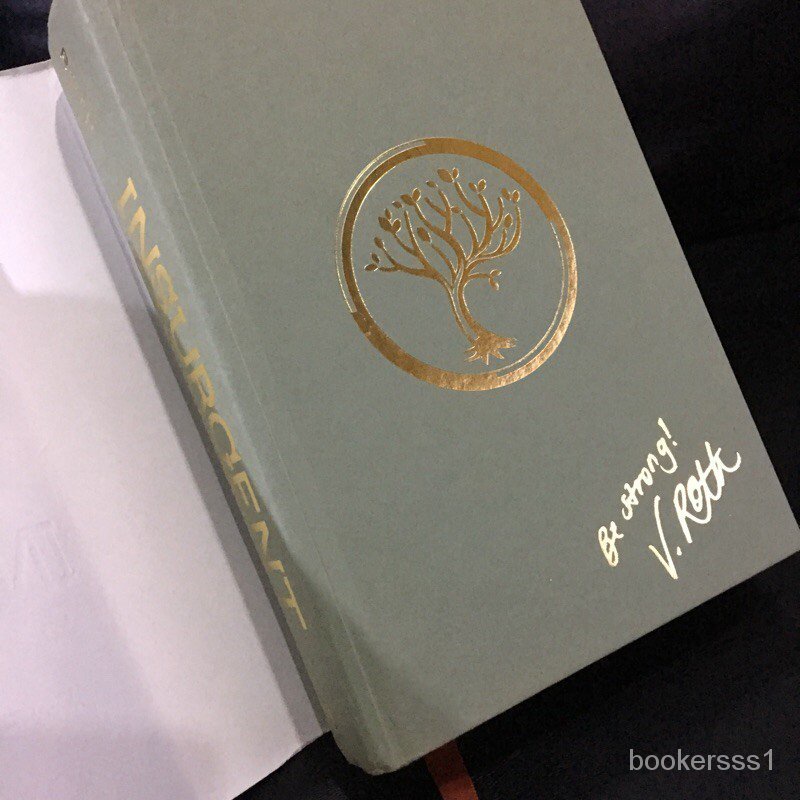 INSURGENT
Be strong!
V. Roth
bookersss1